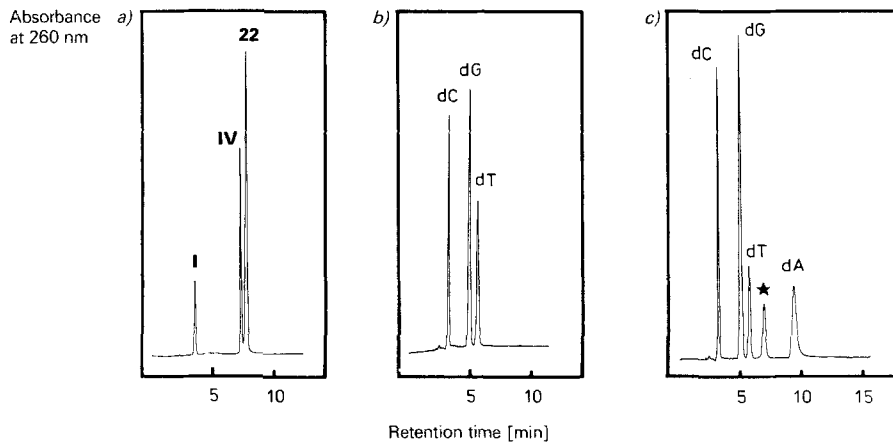 Absorbance
at 260 nm
a)
22
IV
I
5 10
b)
dC
dG
dT
5 10
c)
dC
dG
dT
★
dA
5 10 15
Retention time [min]